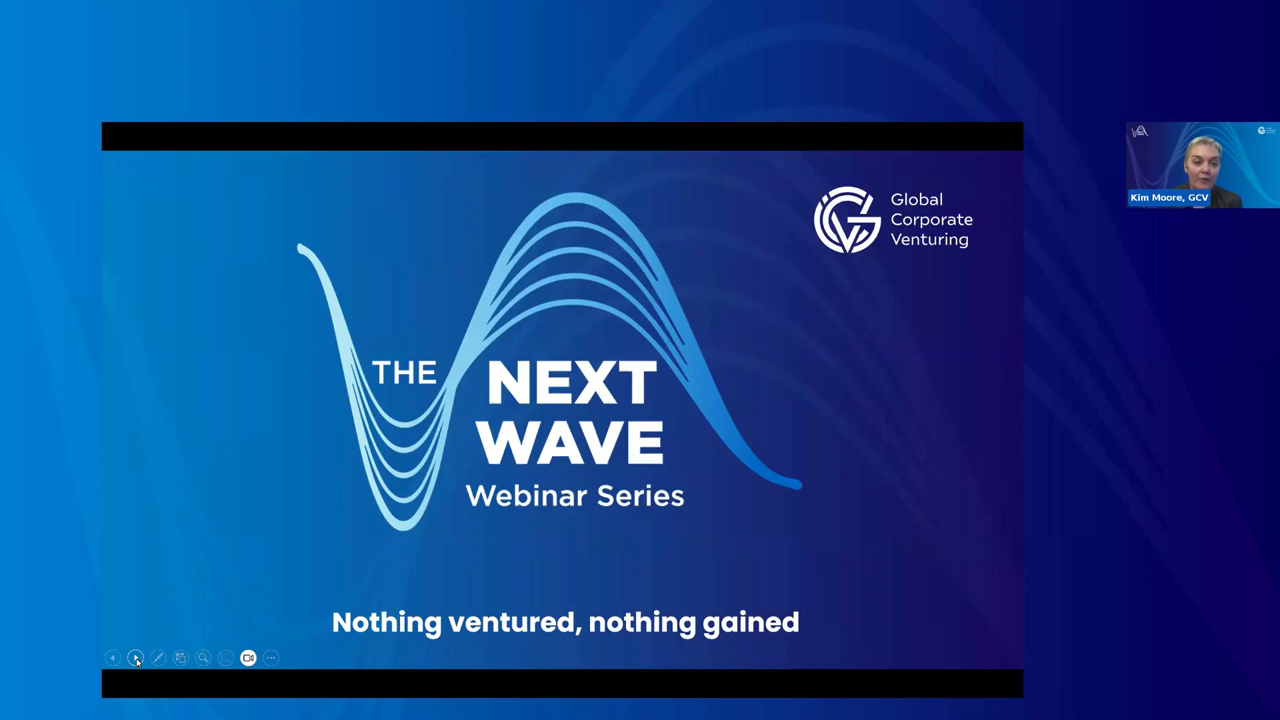 Global
Corporate
Venturing
THE
NEXT
WAVE
Webinar Series
Nothing ventured, nothing gained
Kim Moore, GCV